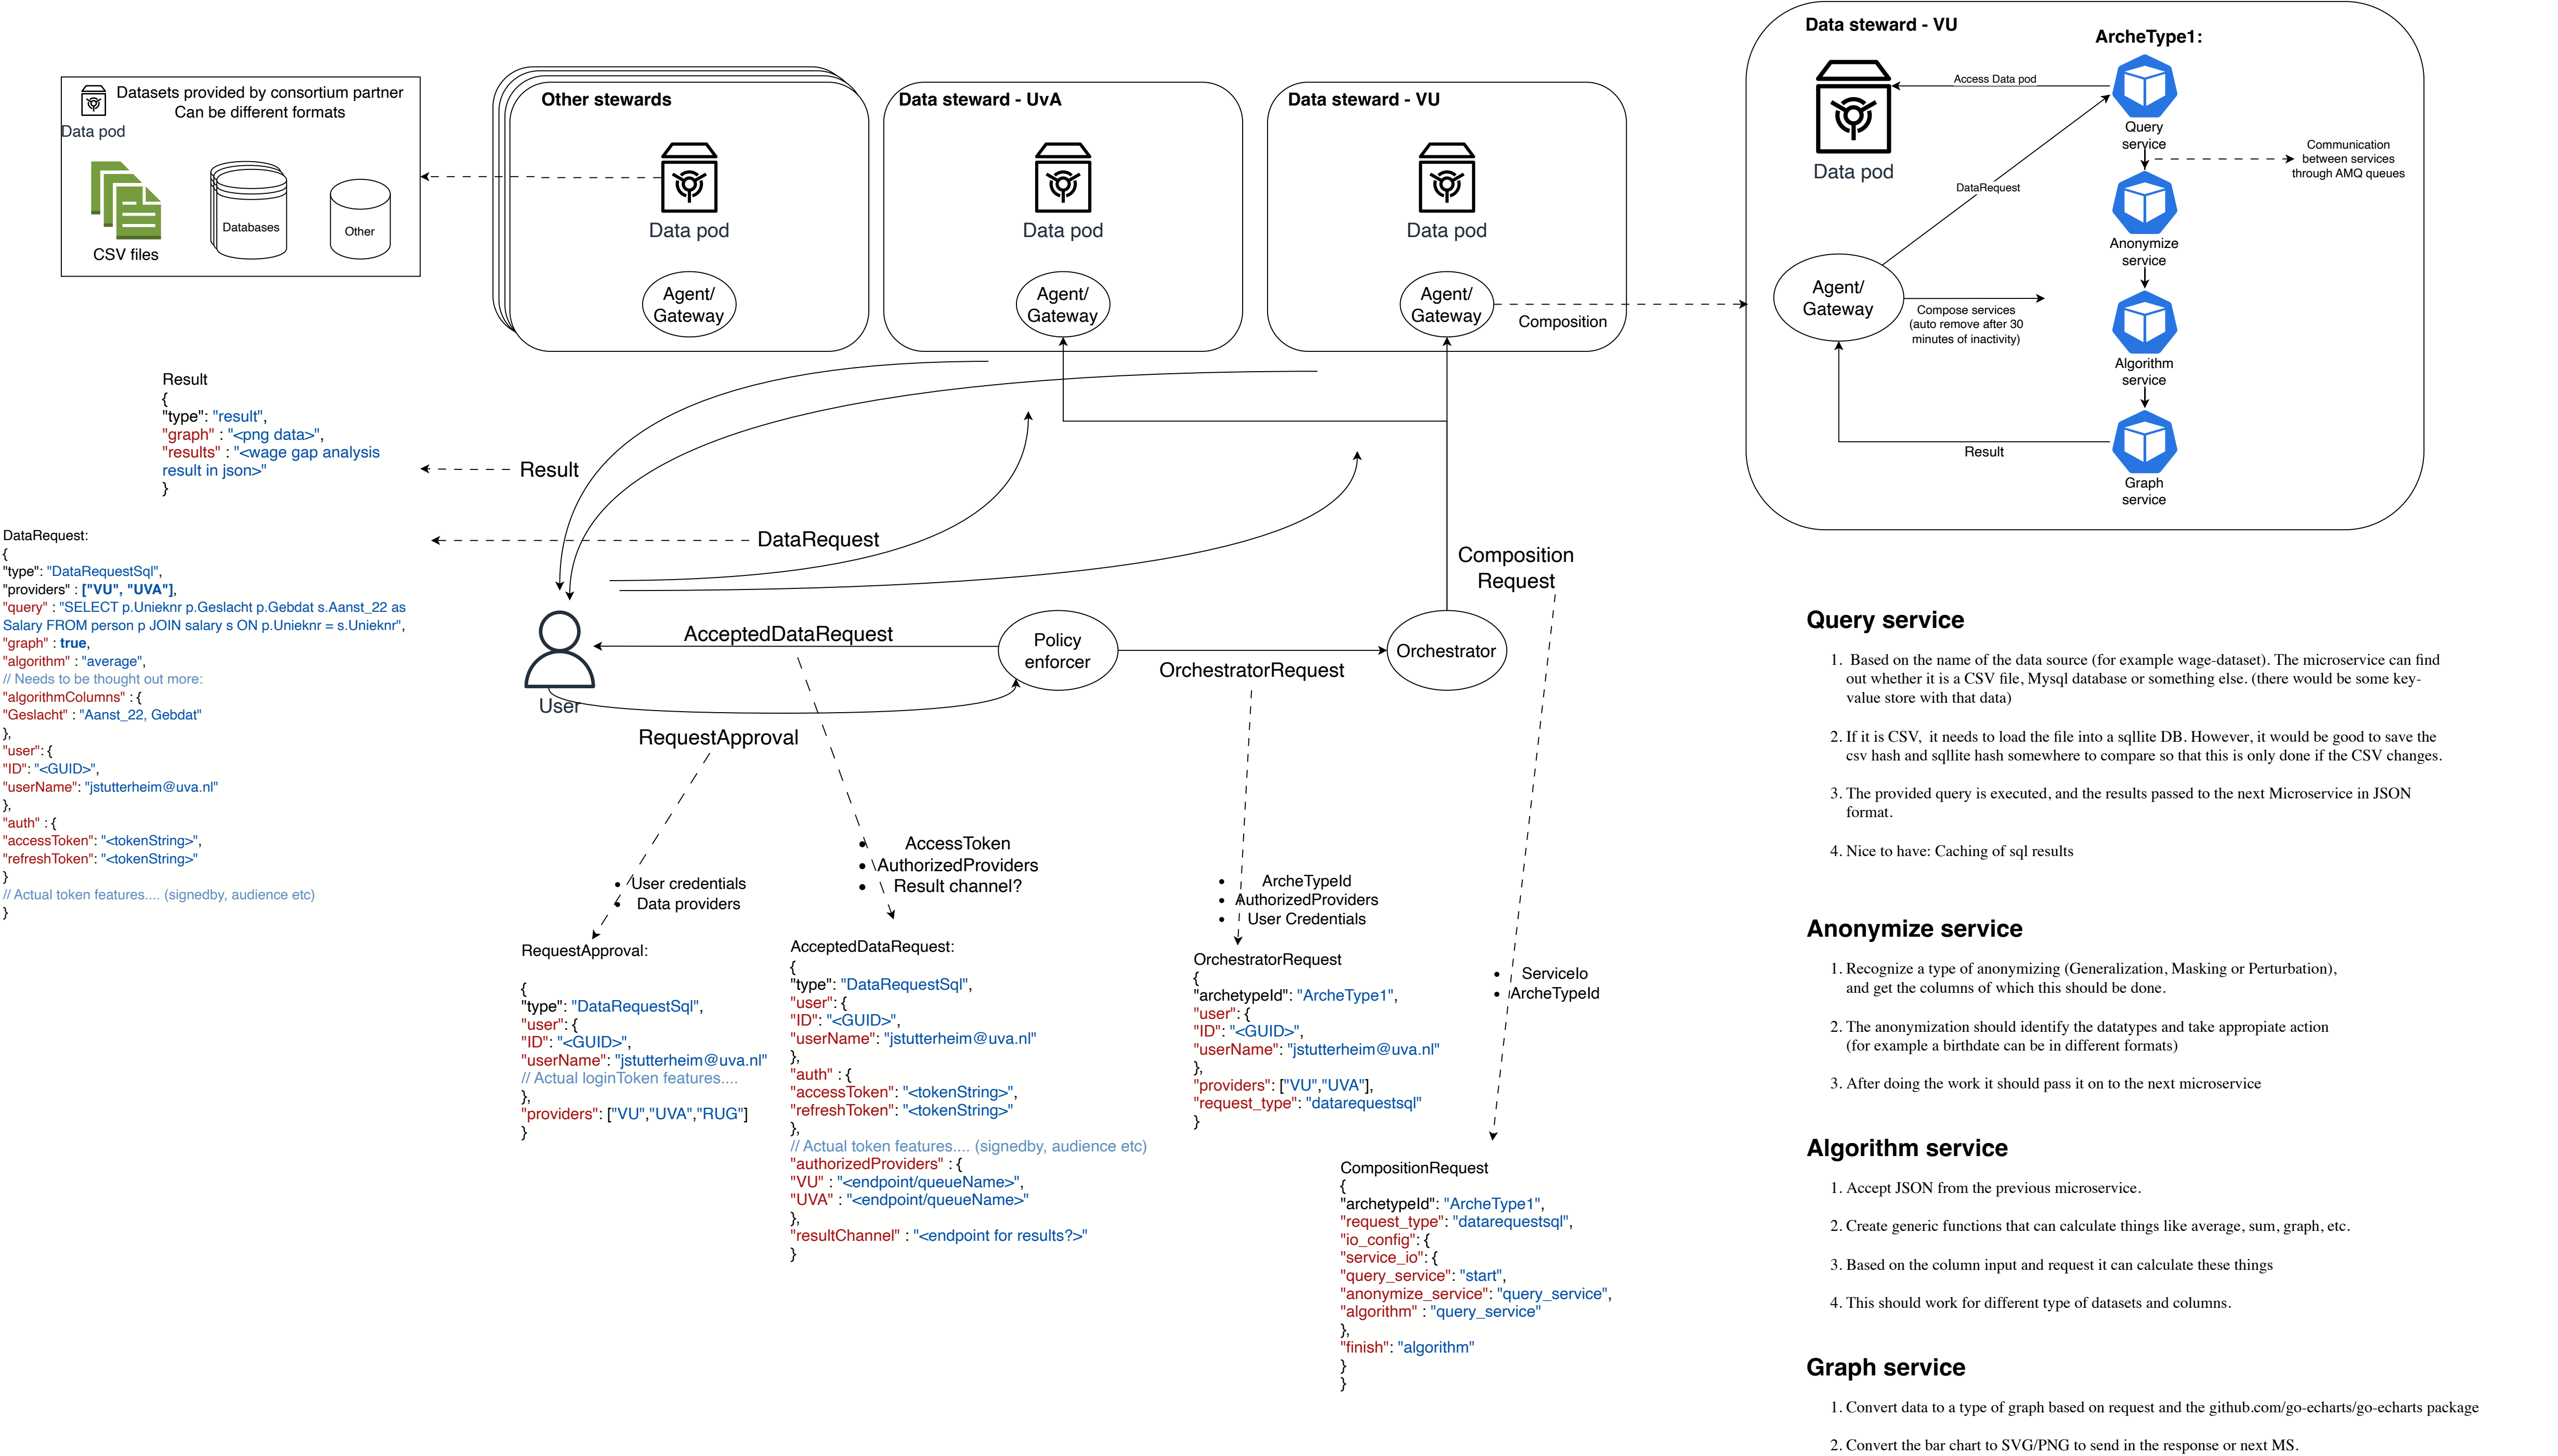 Datasets provided by consortium partner
Can be different formats
Data pod
CSV files
Databases
Other
Other stewards
Data pod
Agent/
Gateway
Data steward - UvA
Data pod
Agent/
Gateway
Data steward - VU
Data pod
Agent/
Gateway
Composition
Data steward - VU
ArcheType1:
Data pod
Access Data pod
Query
service
Communication
between services
through AMQ queues
DataRequest
Anonymize
service
Agent/
Gateway
Compose services
(auto remove after 30
minutes of inactivity)
Algorithm
service
Result
Graph
service
Result
{
"type": "result",
"graph" : "<png data>",
"results" : "<wage gap analysis
result in json>"
}
Result
DataRequest
DataRequest:
{
"type": "DataRequestSql",
"providers" : ["VU", "UVA"],
"query" : "SELECT p.Unieknr p.Geslacht p.Gebdat s.Aanst_22 as
Salary FROM person p JOIN salary s ON p.Unieknr = s.Unieknr",
"graph" : true,
"algorithm" : "average",
// Needs to be thought out more:
"algorithmColumns" : {
"Geslacht" : "Aanst_22, Gebdat"
},
"user": {
"ID": "<GUID>",
"userName": "jstutterheim@uva.nl"
},
"auth" : {
"accessToken": "<tokenString>",
"refreshToken": "<tokenString>"
}
// Actual token features.... (signedby, audience etc)
}
User
AcceptedDataRequest
Policy
enforcer
OrchestratorRequest
Orchestrator
Composition
Request
RequestApproval
• User credentials
• Data providers
RequestApproval:
{
"type": "DataRequestSql",
"user": {
"ID": "<GUID>",
"userName": "jstutterheim@uva.nl"
// Actual loginToken features....
},
"providers": ["VU","UVA","RUG"]
}
• AccessToken
• AuthorizedProviders
• Result channel?
AcceptedDataRequest:
{
"type": "DataRequestSql",
"user": {
"ID": "<GUID>",
"userName": "jstutterheim@uva.nl"
},
"auth" : {
"accessToken": "<tokenString>",
"refreshToken": "<tokenString>"
},
// Actual token features.... (signedby, audience etc)
"authorizedProviders" : {
"VU" : "<endpoint/queueName>",
"UVA" : "<endpoint/queueName>"
},
"resultChannel" : "<endpoint for results?>"
}
• ArcheTypeId
• AuthorizedProviders
• User Credentials
OrchestratorRequest
{
"archetypeId": "ArcheType1",
"user": {
"ID": "<GUID>",
"userName": "jstutterheim@uva.nl"
},
"providers": ["VU","UVA"],
"request_type": "datarequestsql"
}
• ServiceIo
• ArcheTypeId
CompositionRequest
{
"archetypeId": "ArcheType1",
"request_type": "datarequestsql",
"io_config": {
"service_io": {
"query_service": "start",
"anonymize_service": "query_service",
"algorithm" : "query_service"
},
"finish": "algorithm"
}
}
Query service
1. Based on the name of the data source (for example wage-dataset). The microservice can find
out whether it is a CSV file, Mysql database or something else. (there would be some key-
value store with that data)
2. If it is CSV, it needs to load the file into a sqllite DB. However, it would be good to save the
csv hash and sqllite hash somewhere to compare so that this is only done if the CSV changes.
3. The provided query is executed, and the results passed to the next Microservice in JSON
format.
4. Nice to have: Caching of sql results
Anonymize service
1. Recognize a type of anonymizing (Generalization, Masking or Perturbation),
and get the columns of which this should be done.
2. The anonymization should identify the datatypes and take appropiate action
(for example a birthdate can be in different formats)
3. After doing the work it should pass it on to the next microservice
Algorithm service
1. Accept JSON from the previous microservice.
2. Create generic functions that can calculate things like average, sum, graph, etc.
3. Based on the column input and request it can calculate these things
4. This should work for different type of datasets and columns.
Graph service
1. Convert data to a type of graph based on request and the github.com/go-echarts/go-echarts package
2. Convert the bar chart to SVG/PNG to send in the response or next MS.